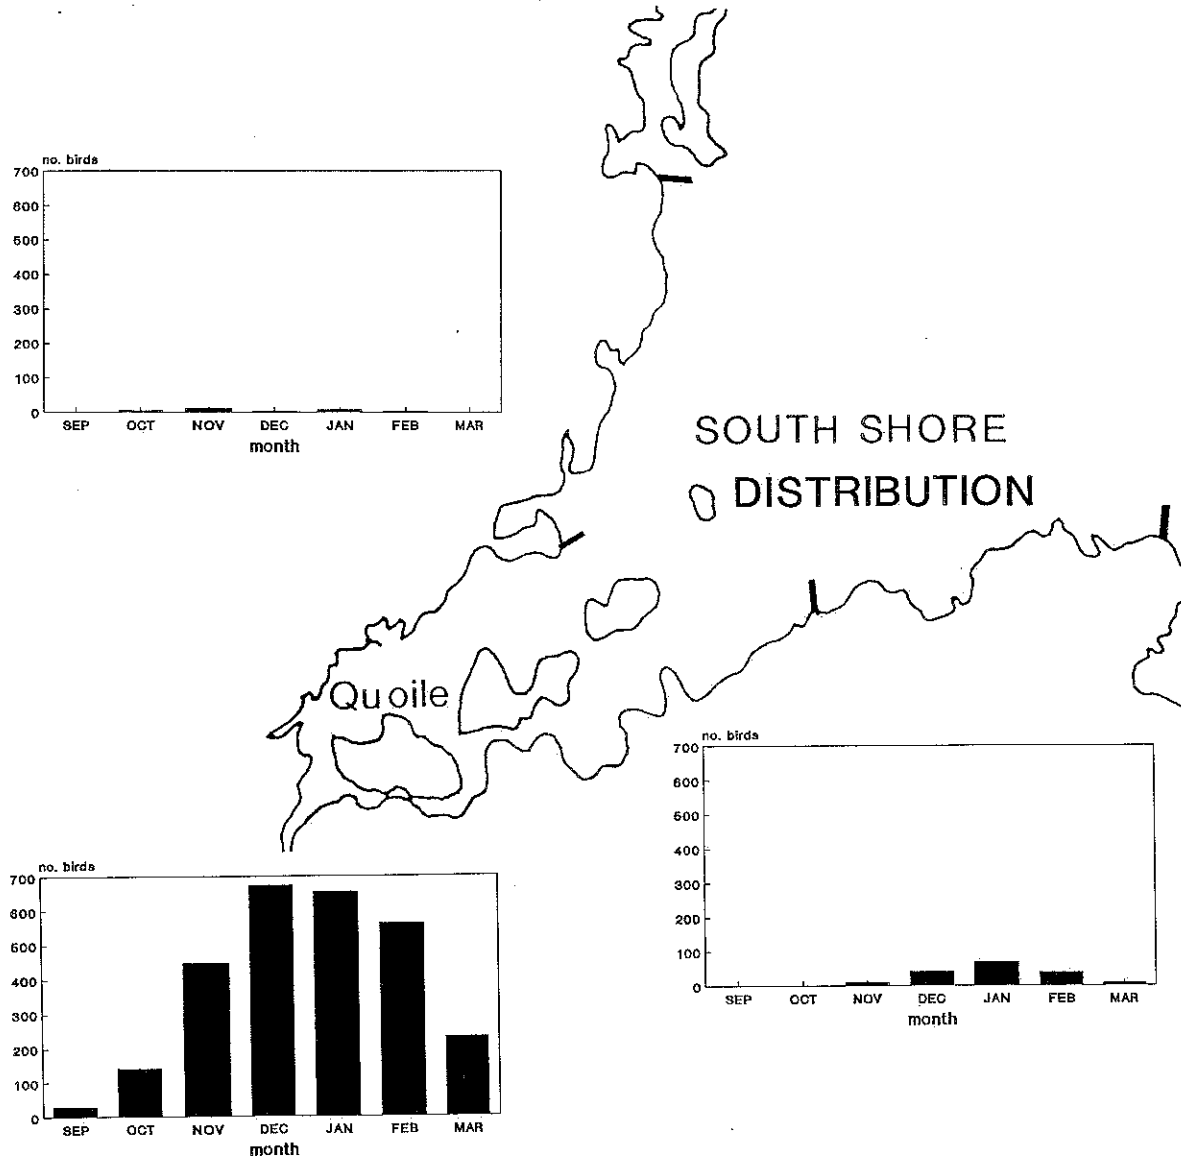 no. birds
700
600
500
400
300
200
100
0
SEP OCT NOV DEC JAN FEB MAR
month
SOUTH SHORE
DISTRIBUTION
Quoile
no. birds
700
600
500
400
300
200
100
0
SEP OCT NOV DEC JAN FEB MAR
month
no. birds
700
600
500
400
300
200
100
0
SEP OCT NOV DEC JAN FEB MAR
month